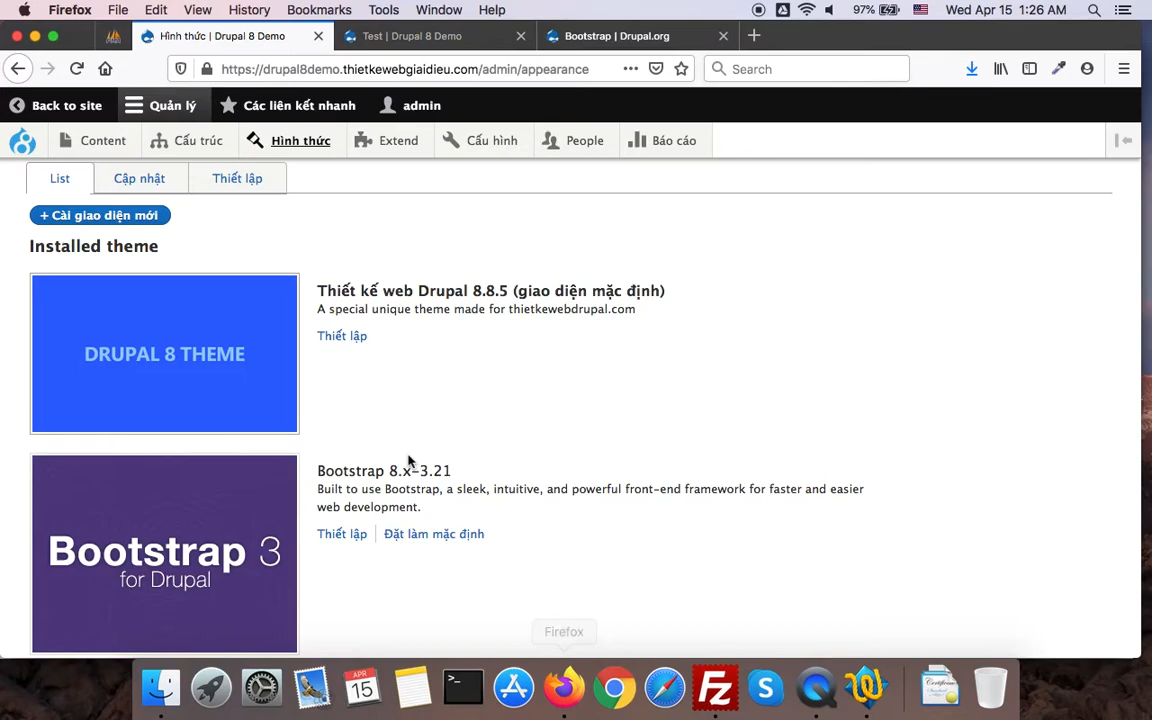 Firefox File Edit View History Bookmarks Tools Window Help 97% Wed Apr 15 1:26 AM
Hình thức | Drupal 8 Demo Test | Drupal 8 Demo Bootstrap | Drupal.org
https://drupal8demo.thietkewebgiaidieu.com/admin/appearance Search
Back to site Quản lý Các liên kết nhanh admin
Content Cấu trúc Hình thức Extend Cấu hình People Báo cáo
List Cập nhật Thiết lập
+ Cài giao diện mới
Installed theme
DRUPAL 8 THEME
Thiết kế web Drupal 8.8.5 (giao diện mặc định)
A special unique theme made for thietkewebdrupal.com
Thiết lập
Bootstrap 3
for Drupal
Bootstrap 8.x-3.21
Built to use Bootstrap, a sleek, intuitive, and powerful front-end framework for faster and easier
web development.
Thiết lập Đặt làm mặc định
Firefox
APR
15
>_
Fz